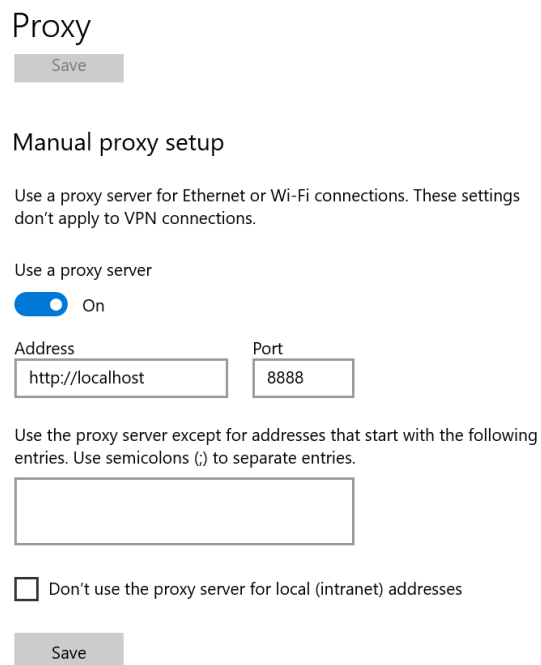 Proxy
Save
Manual proxy setup
Use a proxy server for Ethernet or Wi-Fi connections. These settings
don't apply to VPN connections.
Use a proxy server
On
Address Port
http://localhost 8888
Use the proxy server except for addresses that start with the following
entries. Use semicolons (;) to separate entries.
Don't use the proxy server for local (intranet) addresses
Save